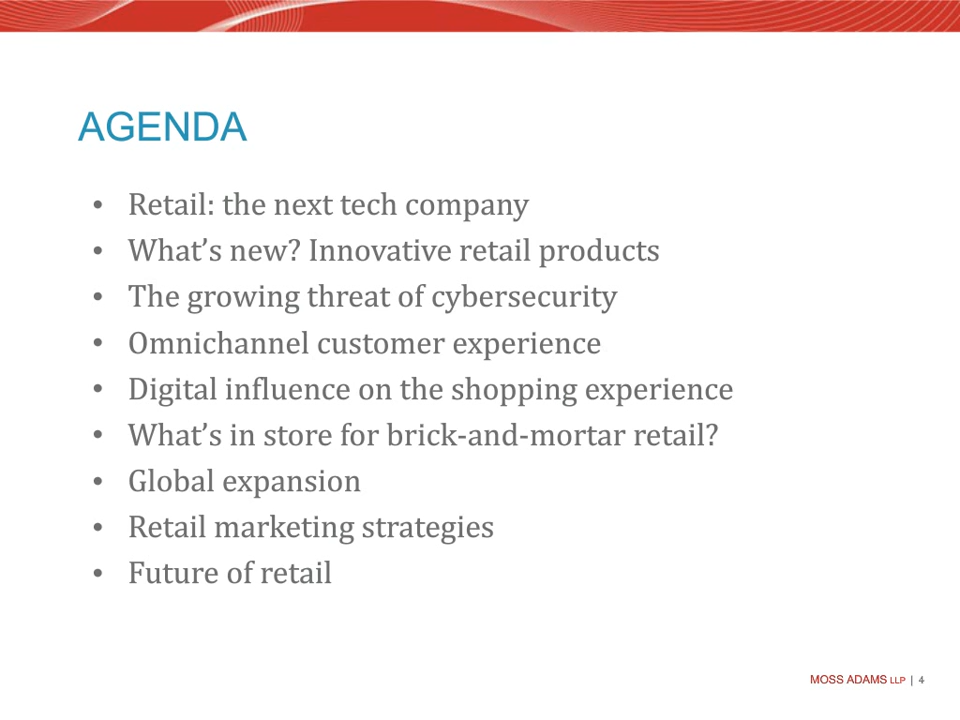 AGENDA
• Retail: the next tech company
• What’s new? Innovative retail products
• The growing threat of cybersecurity
• Omnichannel customer experience
• Digital influence on the shopping experience
• What’s in store for brick-and-mortar retail?
• Global expansion
• Retail marketing strategies
• Future of retail
MOSS ADAMS LLP | 4